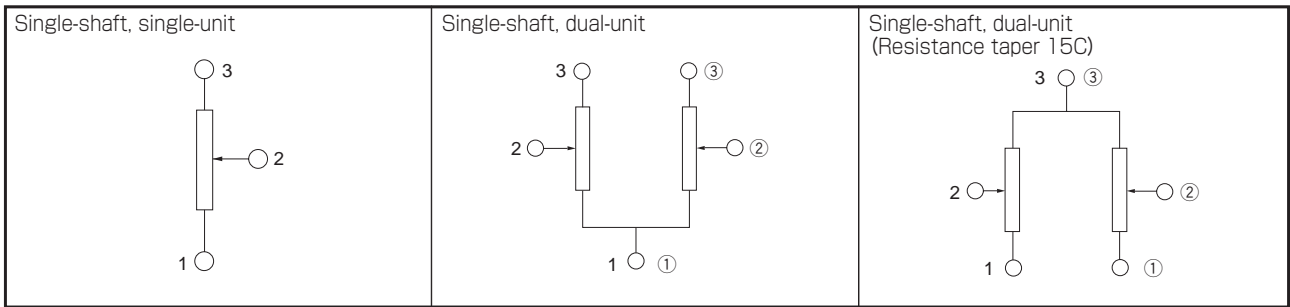 Single-shaft, single-unit
3
2
1
Single-shaft, dual-unit
3 ③
2 ②
1 ①
Single-shaft, dual-unit
(Resistance taper 15C)
3 ③
2 ②
1 ①